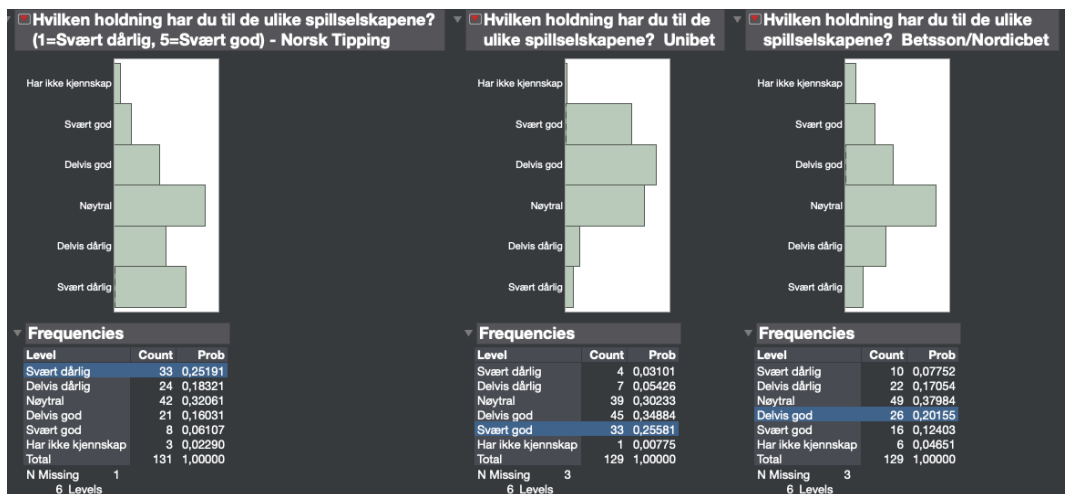 Hvilken holdning har du til de ulike spillselskapene?
(1=Svært dårlig, 5=Svært god) - Norsk Tipping
Har ikke kjennskap
Svært god
Delvis god
Nøytral
Delvis dårlig
Svært dårlig
Frequencies
Level Count Prob
Svært dårlig 33 0,25191
Delvis dårlig 24 0,18321
Nøytral 42 0,32061
Delvis god 21 0,16031
Svært god 8 0,06107
Har ikke kjennskap 3 0,02290
Total 131 1,00000
N Missing 1
6 Levels
Hvilken holdning har du til de
ulike spillselskapene? Unibet
Har ikke kjennskap
Svært god
Delvis god
Nøytral
Delvis dårlig
Svært dårlig
Frequencies
Level Count Prob
Svært dårlig 4 0,03101
Delvis dårlig 7 0,05426
Nøytral 39 0,30233
Delvis god 45 0,34884
Svært god 33 0,25581
Har ikke kjennskap 1 0,00775
Total 129 1,00000
N Missing 3
6 Levels
Hvilken holdning har du til de ulike
spillselskapene? Betsson/Nordicbet
Har ikke kjennskap
Svært god
Delvis god
Nøytral
Delvis dårlig
Svært dårlig
Frequencies
Level Count Prob
Svært dårlig 10 0,07752
Delvis dårlig 22 0,17054
Nøytral 49 0,37984
Delvis god 26 0,20155
Svært god 16 0,12403
Har ikke kjennskap 6 0,04651
Total 129 1,00000
N Missing 3
6 Levels